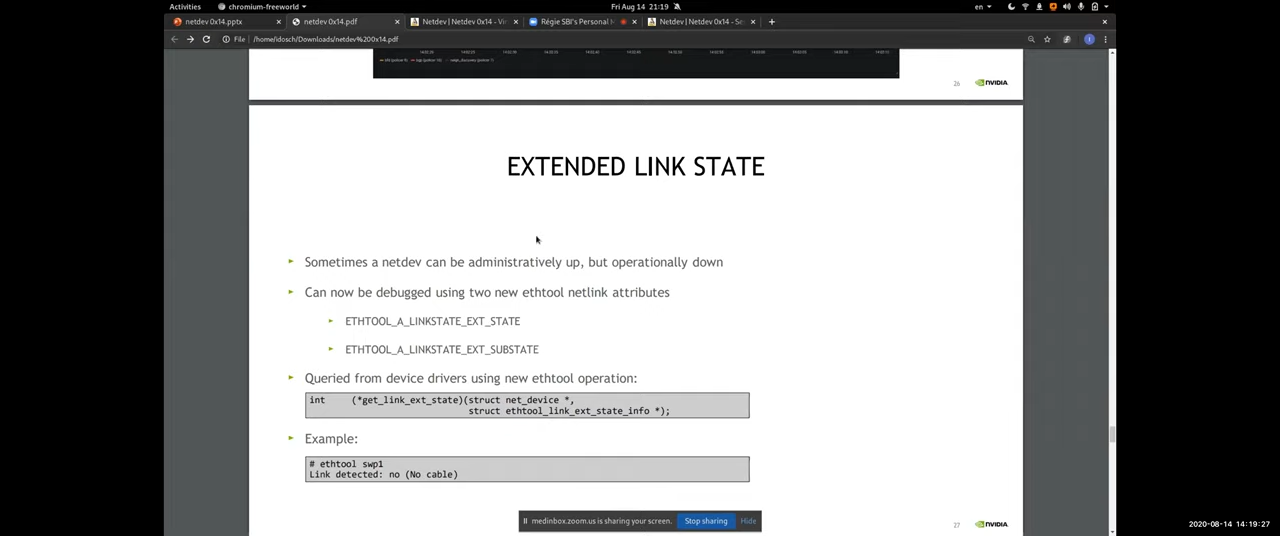 Activities
chromium-freeworld
Fri Aug 14 21:19
en
netdev 0x14.pptx
netdev 0x14.pdf
Netdev | Netdev 0x14 - Vir
Régie SBI's Personal M
Netdev | Netdev 0x14 - Se
File
/home/idosch/Downloads/netdev%200x14.pdf
26
NVIDIA
EXTENDED LINK STATE
Sometimes a netdev can be administratively up, but operationally down
Can now be debugged using two new ethtool netlink attributes
ETHTOOL_A_LINKSTATE_EXT_STATE
ETHTOOL_A_LINKSTATE_EXT_SUBSTATE
Queried from device drivers using new ethtool operation:
int (*get_link_ext_state)(struct net_device *,
struct ethtool_link_ext_state_info *);
Example:
# ethtool swp1
Link detected: no (No cable)
medinbox.zoom.us is sharing your screen.
Stop sharing
Hide
27
NVIDIA
2020-08-14 14:19:27